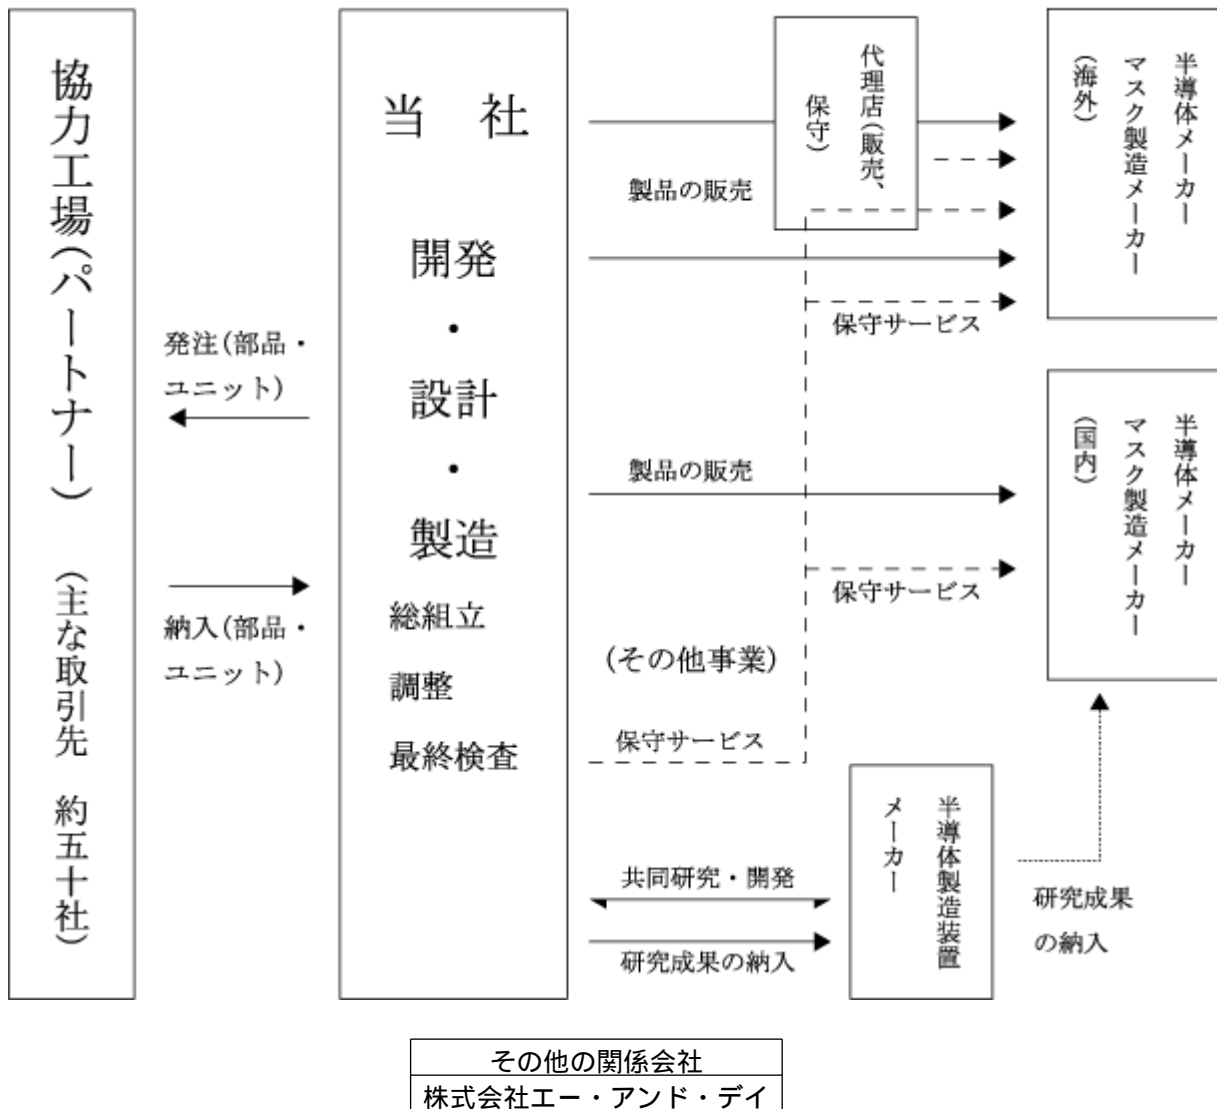 協力工場(パートナー)　(主な取引先　約五十社)
発注(部品・
ユニット)
納入(部品・
ユニット)
当　社
開発
・
設計
・
製造
総組立
調整
最終検査
代理店(販売、
保守)
製品の販売
保守サービス
半導体メーカー
マスク製造メーカー
(海外)
製品の販売
保守サービス
半導体メーカー
マスク製造メーカー
(国内)
(その他事業)
保守サービス
共同研究・開発
研究成果の納入
半導体製造装置
メーカー
研究成果
の納入
その他の関係会社
株式会社エー・アンド・デイ